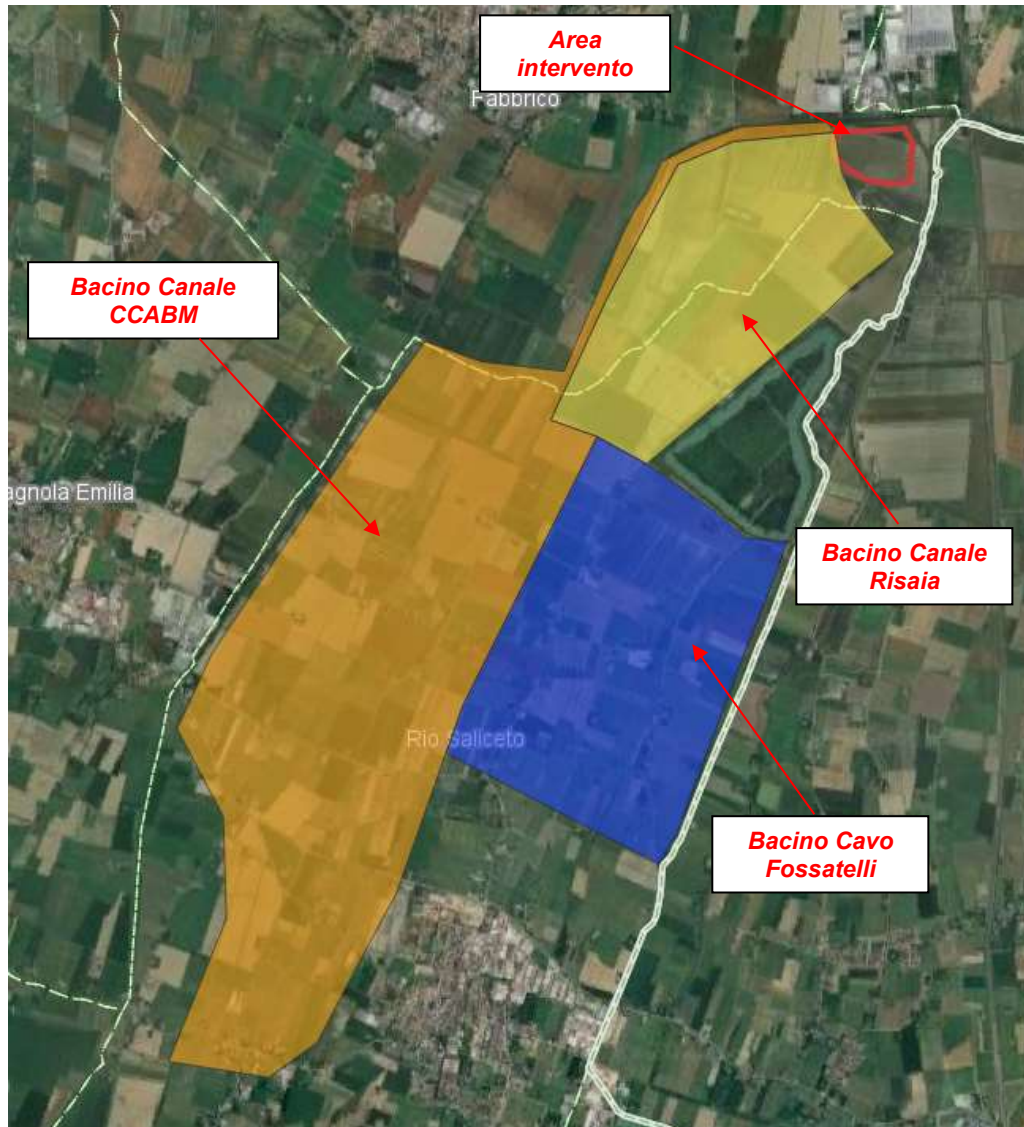 Area
intervento
Fabbrico
Bacino Canale
CCABM
agnola Emilia
Bacino Canale
Risaia
Rio Saliceto
Bacino Cavo
Fossatelli